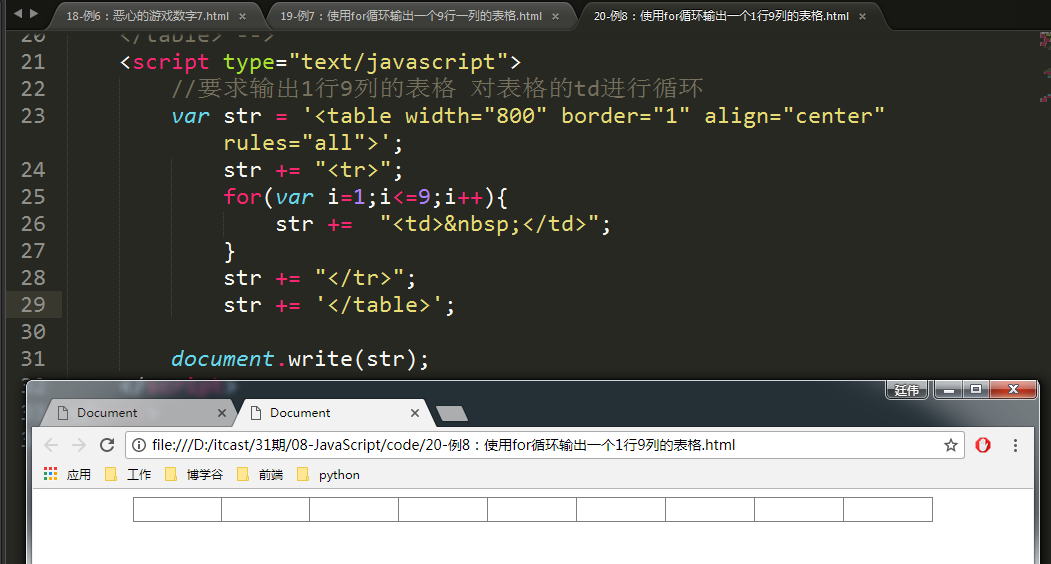 18-例6：恶心的游戏数字7.html
19-例7：使用for循环输出一个9行一列的表格.html
20-例8：使用for循环输出一个1行9列的表格.html
20 </table> -->
21 <script type="text/javascript">
22 //要求输出1行9列的表格 对表格的td进行循环
23 var str = '<table width="800" border="1" align="center"
rules="all">';
24 str += "<tr>";
25 for(var i=1;i<=9;i++){
26 str += "<td>&nbsp;</td>";
27 }
28 str += "</tr>";
29 str += '</table>';
30
31 document.write(str);
廷伟
Document
Document
file:///D:/itcast/31期/08-JavaScript/code/20-例8：使用for循环输出一个1行9列的表格.html
应用 工作 博学谷 前端 python